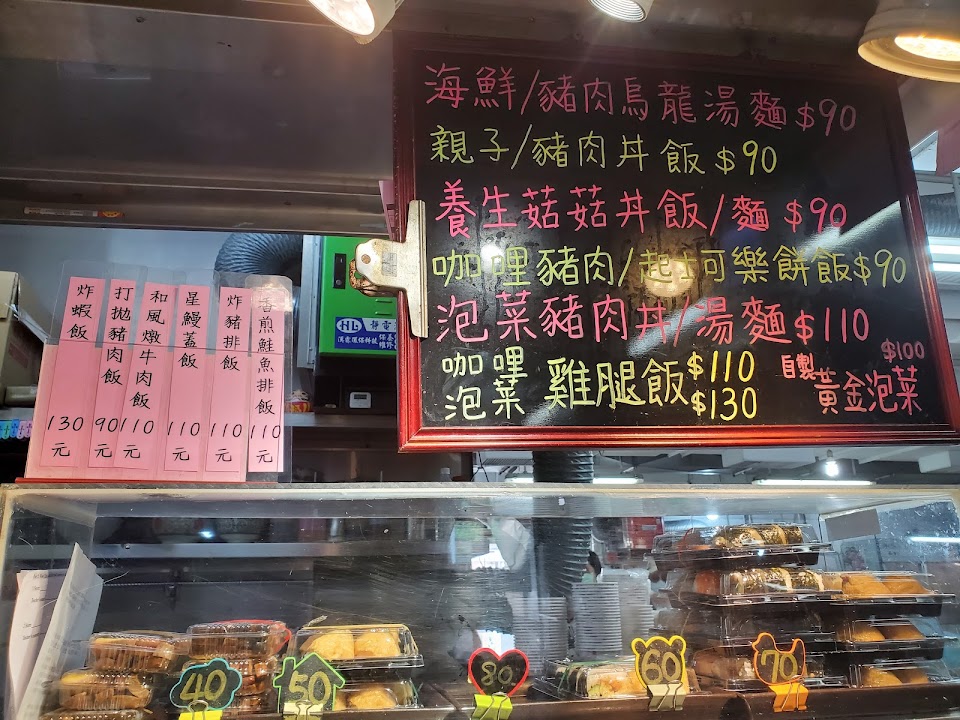 海鮮/豬肉烏龍湯麵$90
親子/豬肉丼飯$90
養生菇菇丼飯/麵$90
咖哩豬肉/起士可樂餅飯$90
泡菜豬肉丼/湯麵$110
咖哩
泡菜
雞腿飯
$110
$130
自製
黃金泡菜
$100
炸蝦飯
130元
打拋豬肉飯
90元
和風燉牛肉飯
110元
星鰻蓋飯
110元
炸豬排飯
110元
香煎鮭魚排飯
110元
HL 靜電
40
50
80
60
70